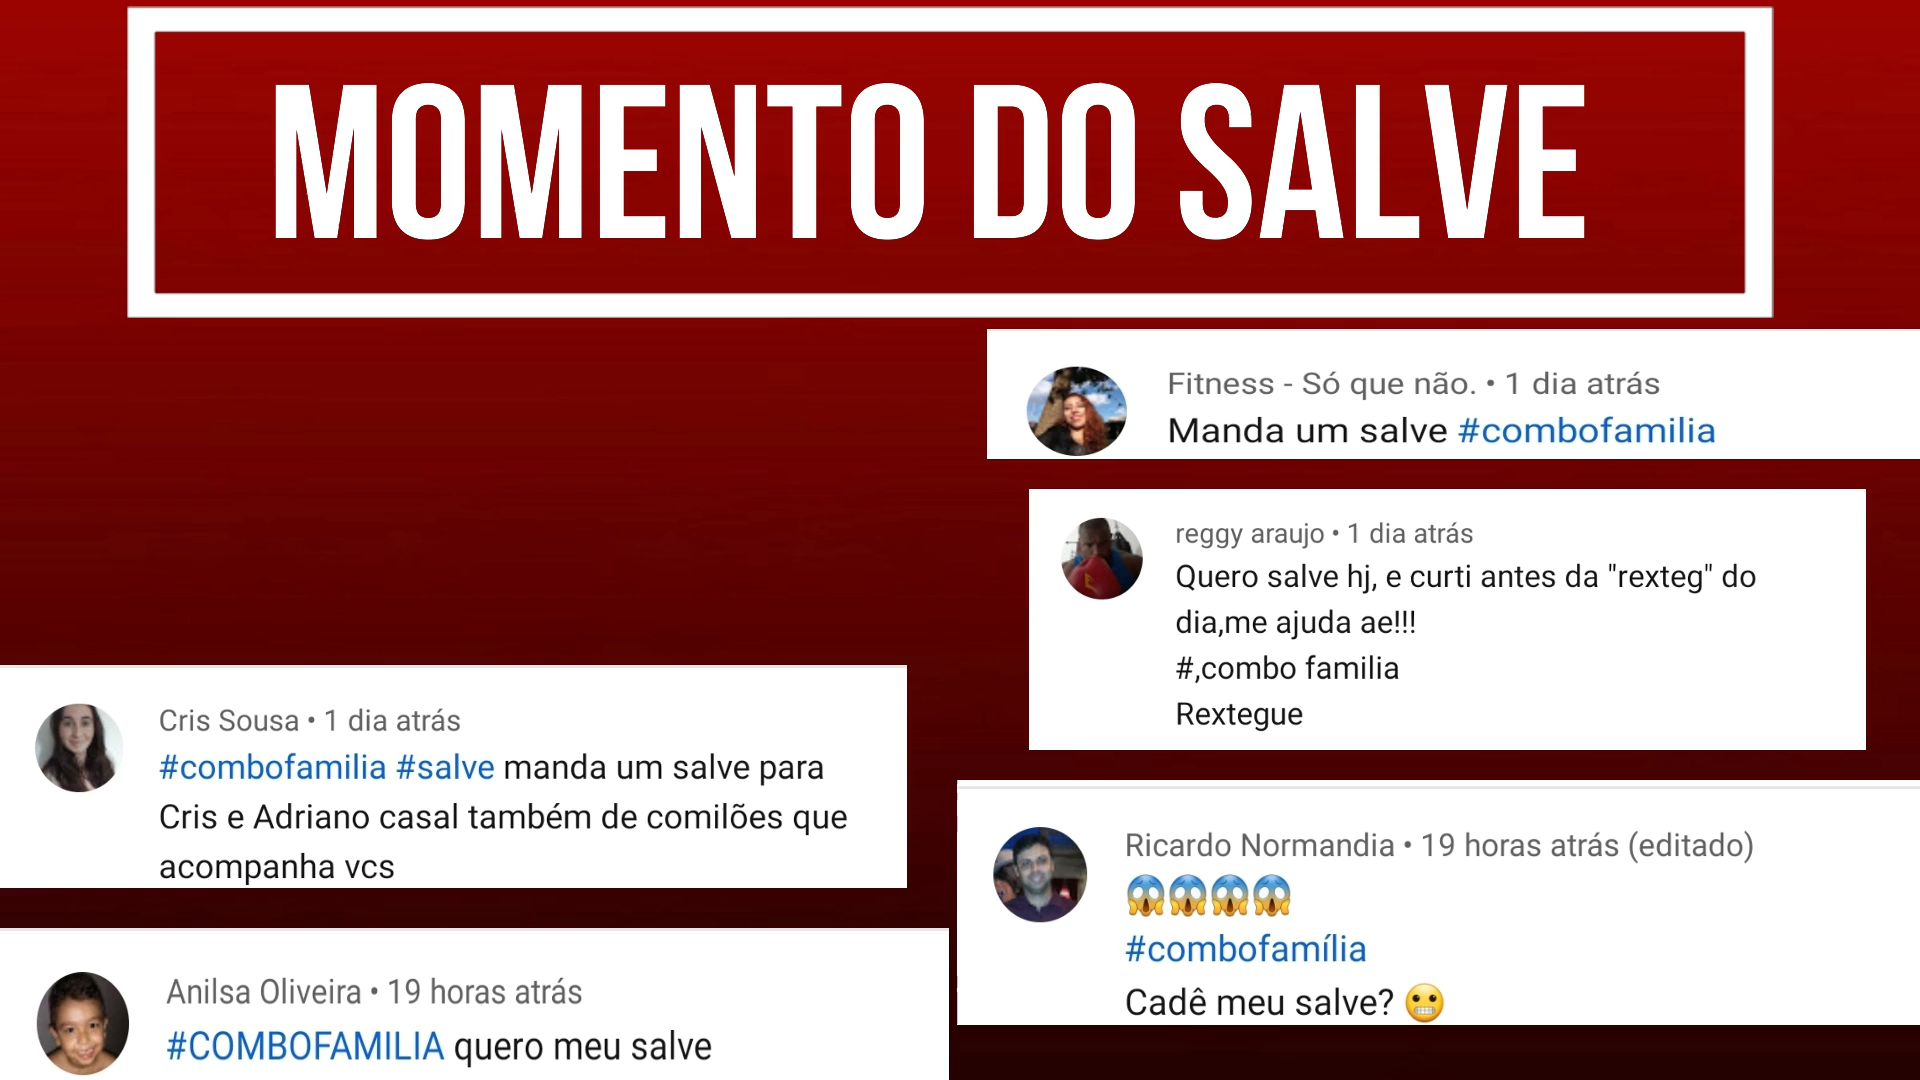 MOMENTO DO SALVE
Fitness - Só que não. • 1 dia atrás
Manda um salve #combofamilia
reggy araujo • 1 dia atrás
Quero salve hj, e curti antes da "rexteg" do
dia,me ajuda ae!!!
#,combo familia
Rextegue
Cris Sousa • 1 dia atrás
#combofamilia #salve manda um salve para
Cris e Adriano casal também de comilões que
acompanha vcs
Ricardo Normandia • 19 horas atrás (editado)
😱😱😱😱
#combofamília
Cadê meu salve? 😬
Anilsa Oliveira • 19 horas atrás
#COMBOFAMILIA quero meu salve